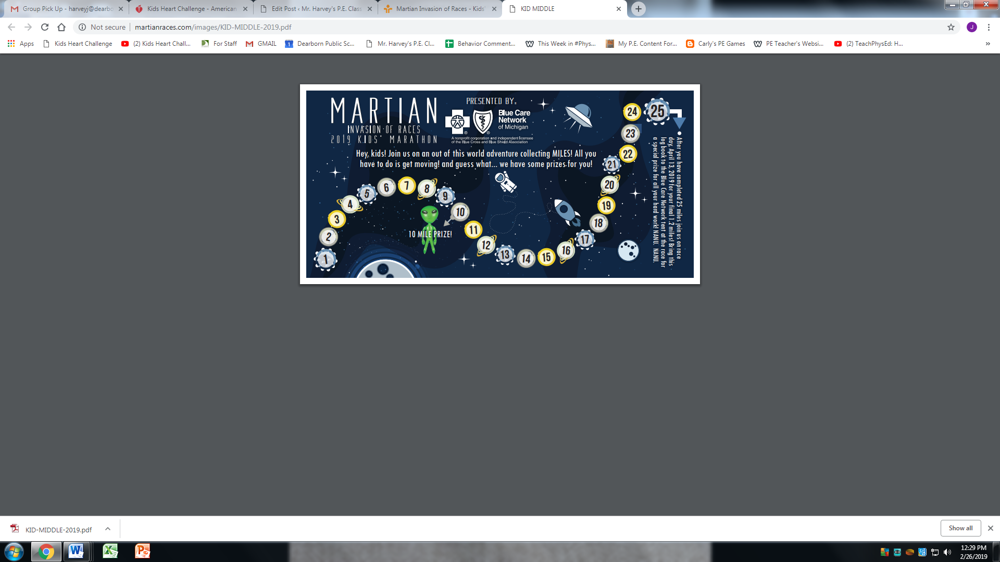 Group Pick Up - harveyj@dearbo
Kids Heart Challenge - American
Edit Post ‹ Mr. Harvey's P.E. Class
Martian Invasion of Races - Kids'
KID MIDDLE
Not secure
martianraces.com/images/KID-MIDDLE-2019.pdf
J
Apps
Kids Heart Challenge
(2) Kids Heart Chall...
For Staff
GMAIL
1
Dearborn Public Sc...
Mr. Harvey's P.E. Cl...
Behavior Comment...
This Week in #Phys...
My P.E. Content For...
Carly's PE Games
PE Teacher's Websi...
(2) TeachPhysEd: H...
»
MARTIAN
INVASION OF RACES
2019 KIDS' MARATHON
PRESENTED BY:
Blue Care
Network
of Michigan
® ®
A nonprofit corporation and independent licensee
of the Blue Cross and Blue Shield Association
Hey, kids! Join us on an out of this world adventure collecting MILES! All you
have to do is get moving! and guess what... we have some prizes for you!
1
2
3
4
5
6
7
8
9
10
10 MILE PRIZE!
11
12
13
14
15
16
17
18
19
20
21
22
23
24
25
After you have completed 25 miles join us on race
day, April 13, 2019 for your final 1.2 miles! Bring this
log book to the Blue Care Network tent at the race for
a special prize for all your hard work! NANU. NANU.
KID-MIDDLE-2019.pdf
Show all
12:29 PM
2/26/2019